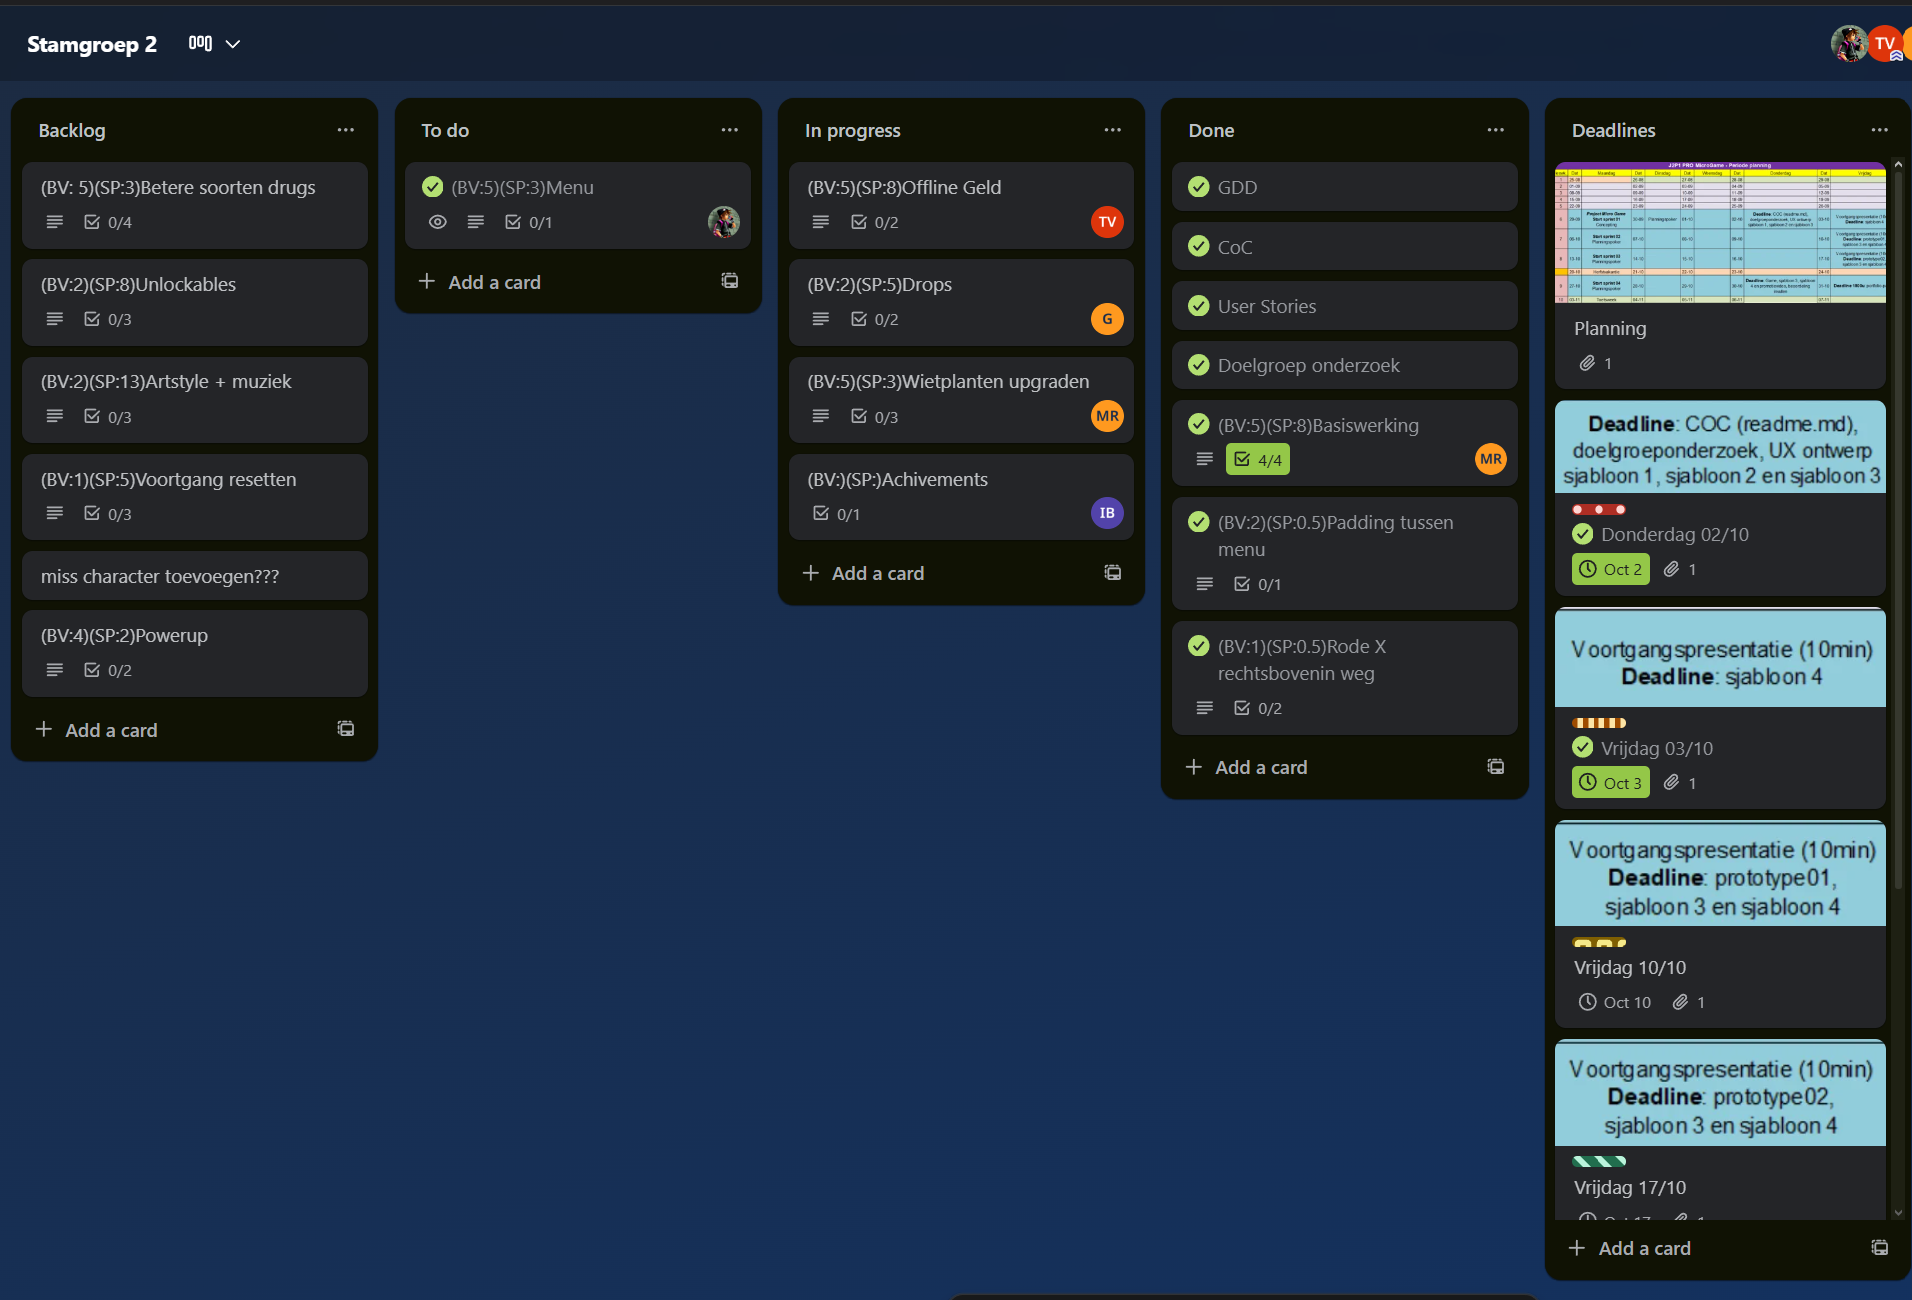 Stamgroep 2
TV
Backlog
(BV: 5)(SP:3)Betere soorten drugs
0/4
(BV:2)(SP:8)Unlockables
0/3
(BV:2)(SP:13)Artstyle + muziek
0/3
(BV:1)(SP:5)Voortgang resetten
0/3
miss character toevoegen???
(BV:4)(SP:2)Powerup
0/2
Add a card
To do
(BV:5)(SP:3)Menu
0/1
Add a card
In progress
(BV:5)(SP:8)Offline Geld
0/2
TV
(BV:2)(SP:5)Drops
0/2
G
(BV:5)(SP:3)Wietplanten upgraden
0/3
MR
(BV:)(SP:)Achivements
0/1
IB
Add a card
Done
GDD
CoC
User Stories
Doelgroep onderzoek
(BV:5)(SP:8)Basiswerking
4/4
MR
(BV:2)(SP:0.5)Padding tussen
menu
0/1
(BV:1)(SP:0.5)Rode X
rechtsbovenin weg
0/2
Add a card
Deadlines
J2P1 PRO MicroGame - Periode planning
Planning
1
Deadline: COC (readme.md),
doelgroeponderzoek, UX ontwerp
sjabloon 1, sjabloon 2 en sjabloon 3
Donderdag 02/10
Oct 2
1
Voortgangspresentatie (10min)
Deadline: sjabloon 4
Vrijdag 03/10
Oct 3
1
Voortgangspresentatie (10min)
Deadline: prototype01,
sjabloon 3 en sjabloon 4
Vrijdag 10/10
Oct 10
1
Voortgangspresentatie (10min)
Deadline: prototype02,
sjabloon 3 en sjabloon 4
Vrijdag 17/10
Oct 17
1
Add a card